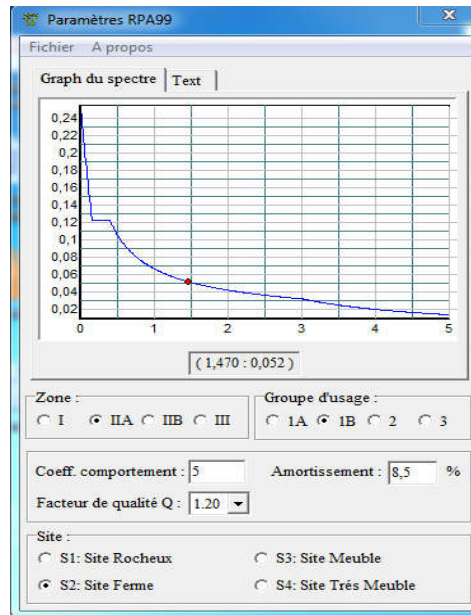 Paramètres RPA99
Fichier A propos
Graph du spectre Text
0,24
0,22
0,2
0,18
0,16
0,14
0,12
0,1
0,08
0,06
0,04
0,02
0 1 2 3 4 5
( 1,470 : 0,052 )
Zone :
I IIA IIB III
Groupe d'usage :
1A 1B 2 3
Coeff. comportement : 5 Amortissement : 8,5 %
Facteur de qualité Q : 1.20
Site :
S1: Site Rocheux S3: Site Meuble
S2: Site Ferme S4: Site Trés Meuble